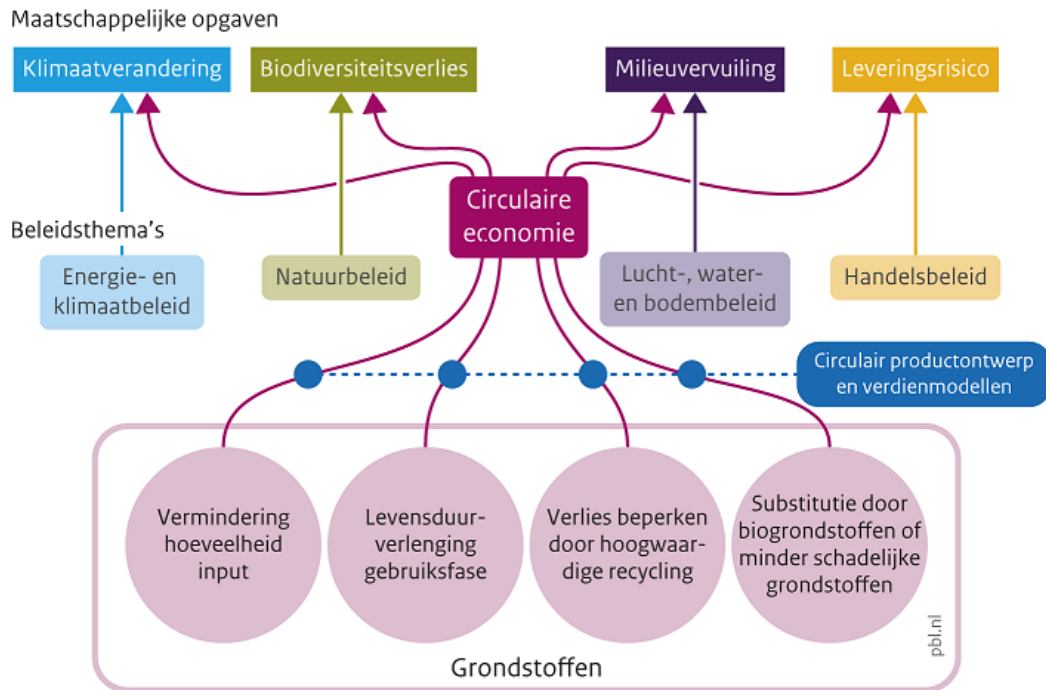 Maatschappelijke opgaven
Klimaatverandering
Biodiversiteitsverlies
Milieuvervuiling
Leveringsrisico
Circulaire
economie
Beleidsthema's
Energie- en
klimaatbeleid
Natuurbeleid
Lucht-, water-
en bodembeleid
Handelsbeleid
Circulair productontwerp
en verdienmodellen
Vermindering
hoeveelheid
input
Levensduur-
verlenging
gebruiksfase
Verlies beperken
door hoogwaar-
dige recycling
Substitutie door
biogrondstoffen of
minder schadelijke
grondstoffen
Grondstoffen
pbl.nl